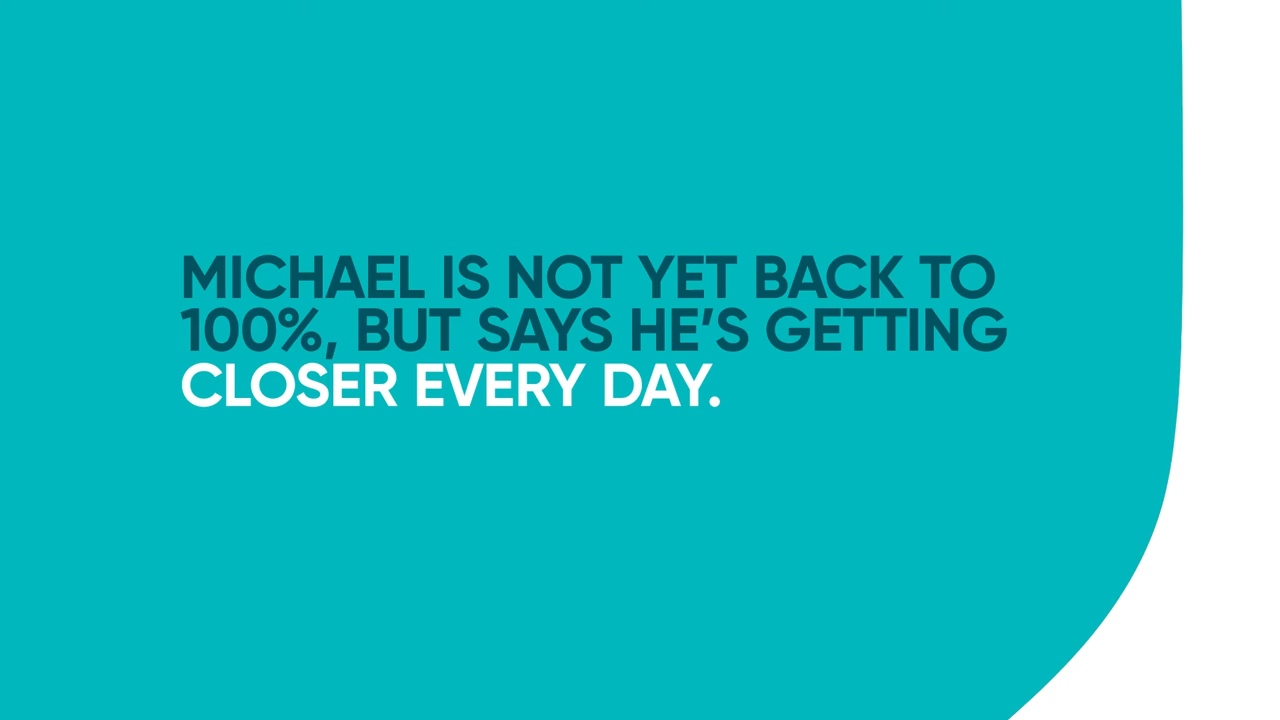 MICHAEL IS NOT YET BACK TO
100%, BUT SAYS HE’S GETTING
CLOSER EVERY DAY.